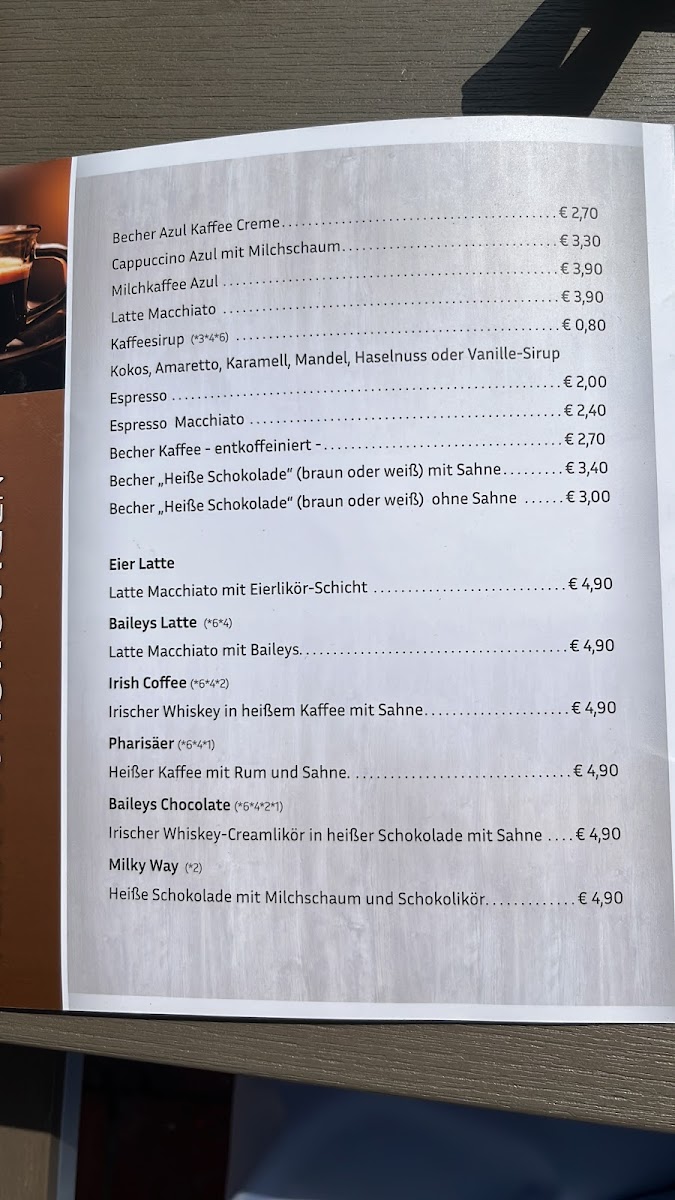 Becher Azul Kaffee Creme........................................€ 2,70
Cappuccino Azul mit Milchschaum................................€ 3,30
Milchkaffee Azul ..................................................€ 3,90
Latte Macchiato ..................................................€ 3,90
Kaffeesirup (*3*4*6) ................................................€ 0,80
Kokos, Amaretto, Karamell, Mandel, Haselnuss oder Vanille-Sirup
Espresso ..........................................................€ 2,00
Espresso Macchiato ..............................................€ 2,40
Becher Kaffee - entkoffeiniert -....................................€ 2,70
Becher „Heiße Schokolade“ (braun oder weiß) mit Sahne.........€ 3,40
Becher „Heiße Schokolade“ (braun oder weiß) ohne Sahne ......€ 3,00
Eier Latte
Latte Macchiato mit Eierlikör-Schicht .............................€ 4,90
Baileys Latte (*6*4)
Latte Macchiato mit Baileys........................................€ 4,90
Irish Coffee (*6*4*2)
Irischer Whiskey in heißem Kaffee mit Sahne.....................€ 4,90
Pharisäer (*6*4*1)
Heißer Kaffee mit Rum und Sahne. ................................€ 4,90
Baileys Chocolate (*6*4*2*1)
Irischer Whiskey-Creamlikör in heißer Schokolade mit Sahne ....€ 4,90
Milky Way (*2)
Heiße Schokolade mit Milchschaum und Schokolikör.............€ 4,90